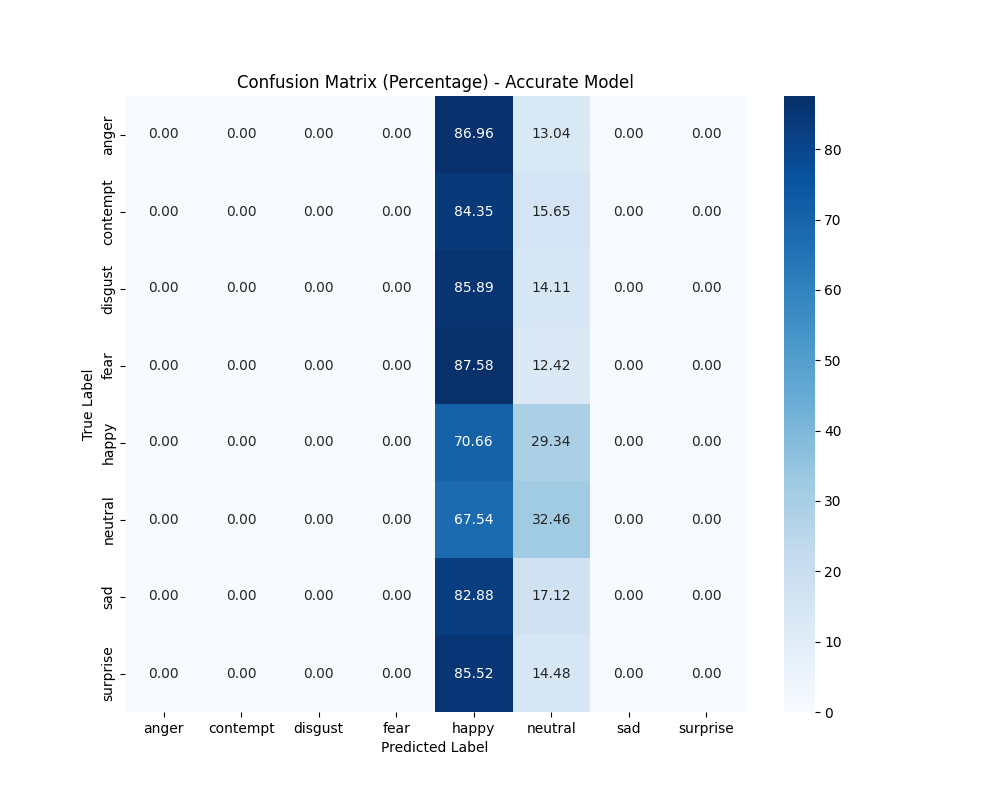 Confusion Matrix (Percentage) - Accurate Model
anger 0.00 0.00 0.00 0.00 86.96 13.04 0.00 0.00
contempt 0.00 0.00 0.00 0.00 84.35 15.65 0.00 0.00
disgust 0.00 0.00 0.00 0.00 85.89 14.11 0.00 0.00
fear 0.00 0.00 0.00 0.00 87.58 12.42 0.00 0.00
happy 0.00 0.00 0.00 0.00 70.66 29.34 0.00 0.00
neutral 0.00 0.00 0.00 0.00 67.54 32.46 0.00 0.00
sad 0.00 0.00 0.00 0.00 82.88 17.12 0.00 0.00
surprise 0.00 0.00 0.00 0.00 85.52 14.48 0.00 0.00
anger contempt disgust fear happy neutral sad surprise
Predicted Label
True Label
80
70
60
50
40
30
20
10
0